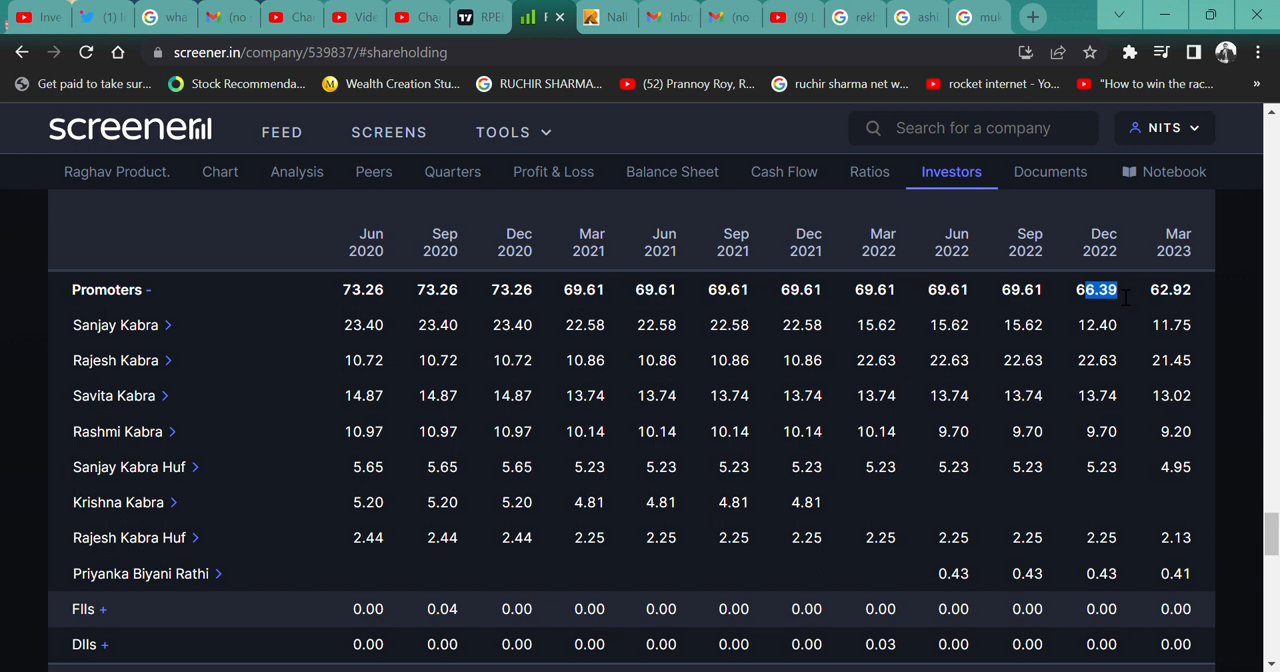 Inve (1) I wha (no Cha Vide Cha RPE Nali Inbo (no (9) L rekh ashi muk
screener.in/company/539837/#shareholding
Get paid to take sur... Stock Recommenda... Wealth Creation Stu... RUCHIR SHARMA... (52) Prannoy Roy, R... ruchir sharma net w... rocket internet - Yo... "How to win the rac... »
screener FEED SCREENS TOOLS Search for a company NITS
Raghav Product. Chart Analysis Peers Quarters Profit & Loss Balance Sheet Cash Flow Ratios Investors Documents Notebook
Jun Sep Dec Mar Jun Sep Dec Mar Jun Sep Dec Mar
2020 2020 2020 2021 2021 2021 2021 2022 2022 2022 2022 2023
Promoters - 73.26 73.26 73.26 69.61 69.61 69.61 69.61 69.61 69.61 69.61 66.39 62.92
Sanjay Kabra > 23.40 23.40 23.40 22.58 22.58 22.58 22.58 15.62 15.62 15.62 12.40 11.75
Rajesh Kabra > 10.72 10.72 10.72 10.86 10.86 10.86 10.86 22.63 22.63 22.63 22.63 21.45
Savita Kabra > 14.87 14.87 14.87 13.74 13.74 13.74 13.74 13.74 13.74 13.74 13.74 13.02
Rashmi Kabra > 10.97 10.97 10.97 10.14 10.14 10.14 10.14 10.14 9.70 9.70 9.70 9.20
Sanjay Kabra Huf > 5.65 5.65 5.65 5.23 5.23 5.23 5.23 5.23 5.23 5.23 5.23 4.95
Krishna Kabra > 5.20 5.20 5.20 4.81 4.81 4.81 4.81
Rajesh Kabra Huf > 2.44 2.44 2.44 2.25 2.25 2.25 2.25 2.25 2.25 2.25 2.25 2.13
Priyanka Biyani Rathi > 0.43 0.43 0.43 0.41
FIIs + 0.00 0.04 0.00 0.00 0.00 0.00 0.00 0.00 0.00 0.00 0.00 0.00
DIIs + 0.00 0.00 0.00 0.00 0.00 0.00 0.00 0.03 0.00 0.00 0.00 0.00